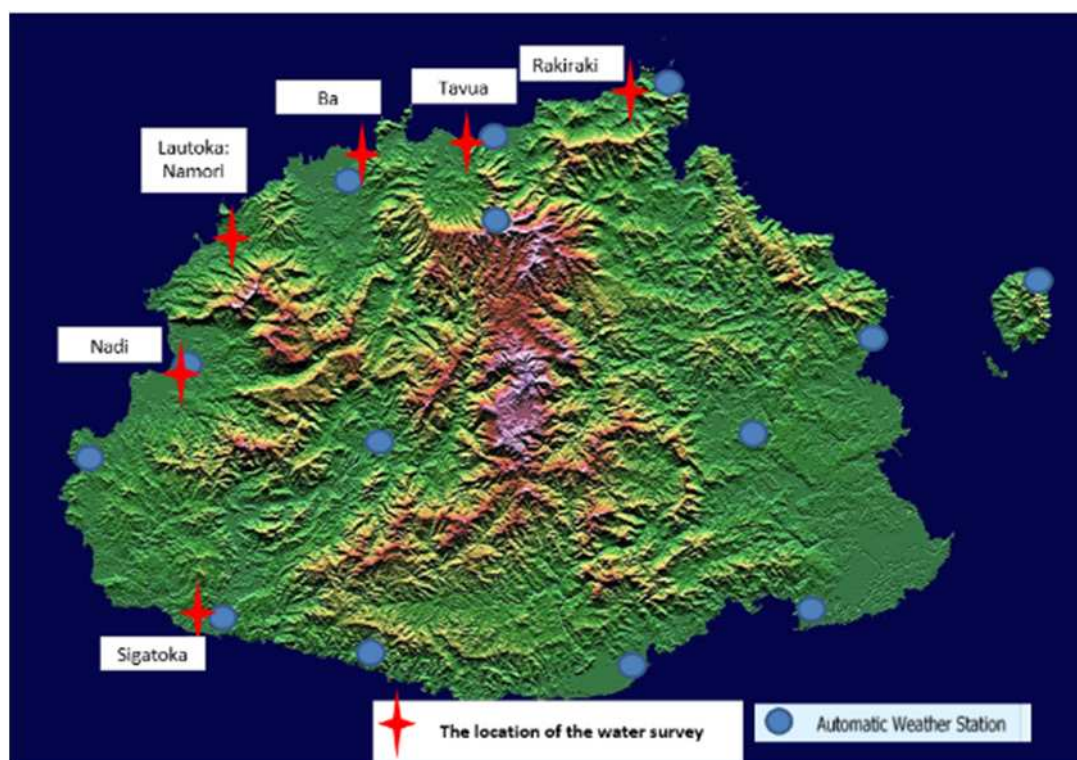 Rakiraki
Tavua
Ba
Lautoka:
Namori
Nadi
Sigatoka
The location of the water survey
Automatic Weather Station